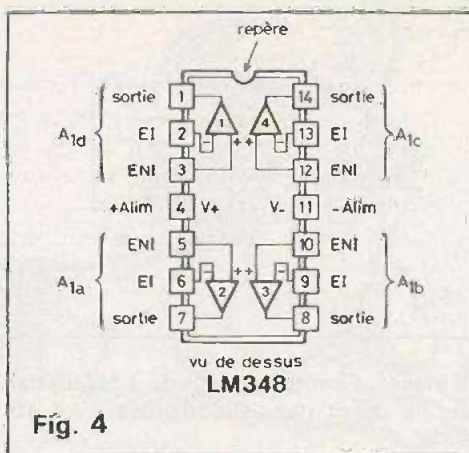 repère
sortie 1 14 sortie
A1d EI 2 1 4 13 EI A1c
ENI 3 + + 12 ENI
+Alim 4 V+ V- 11 -Alim
ENI 5 10 ENI
A1a EI 6 - + + - 9 EI A1b
sortie 7 2 3 8 sortie
vu de dessus
LM348
Fig. 4